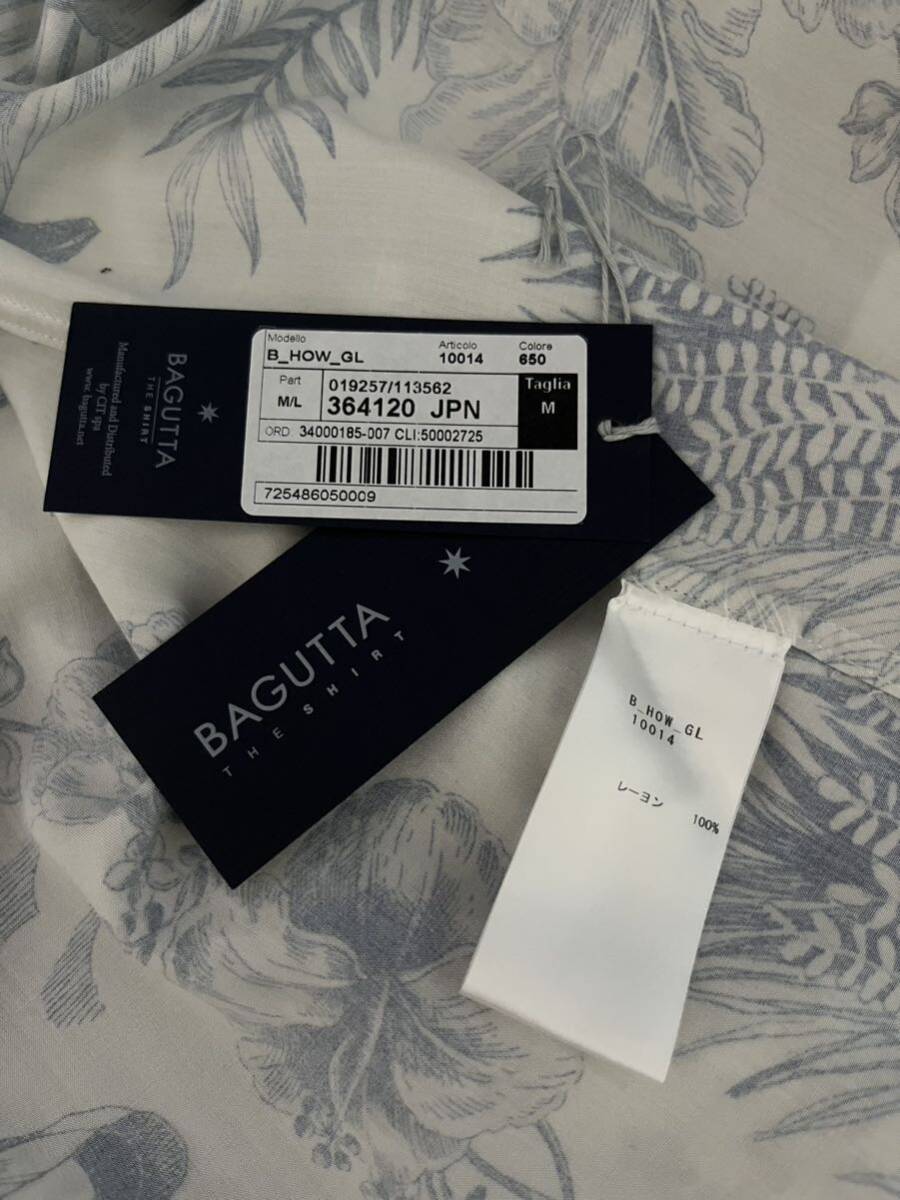 BAGUTTA
THE SHIRT
Manufactured and Distributed
by CIT spa
www.bagutta.net
Modello Articolo Colore
B_HOW_GL 10014 650
Part 019257/113562 Taglia
M/L 364120 JPN M
ORD. 34000185-007 CLI:50002725
725486050009
BAGUTTA
THE SHIRT
B_HOW_GL
10014
レーヨン 100%